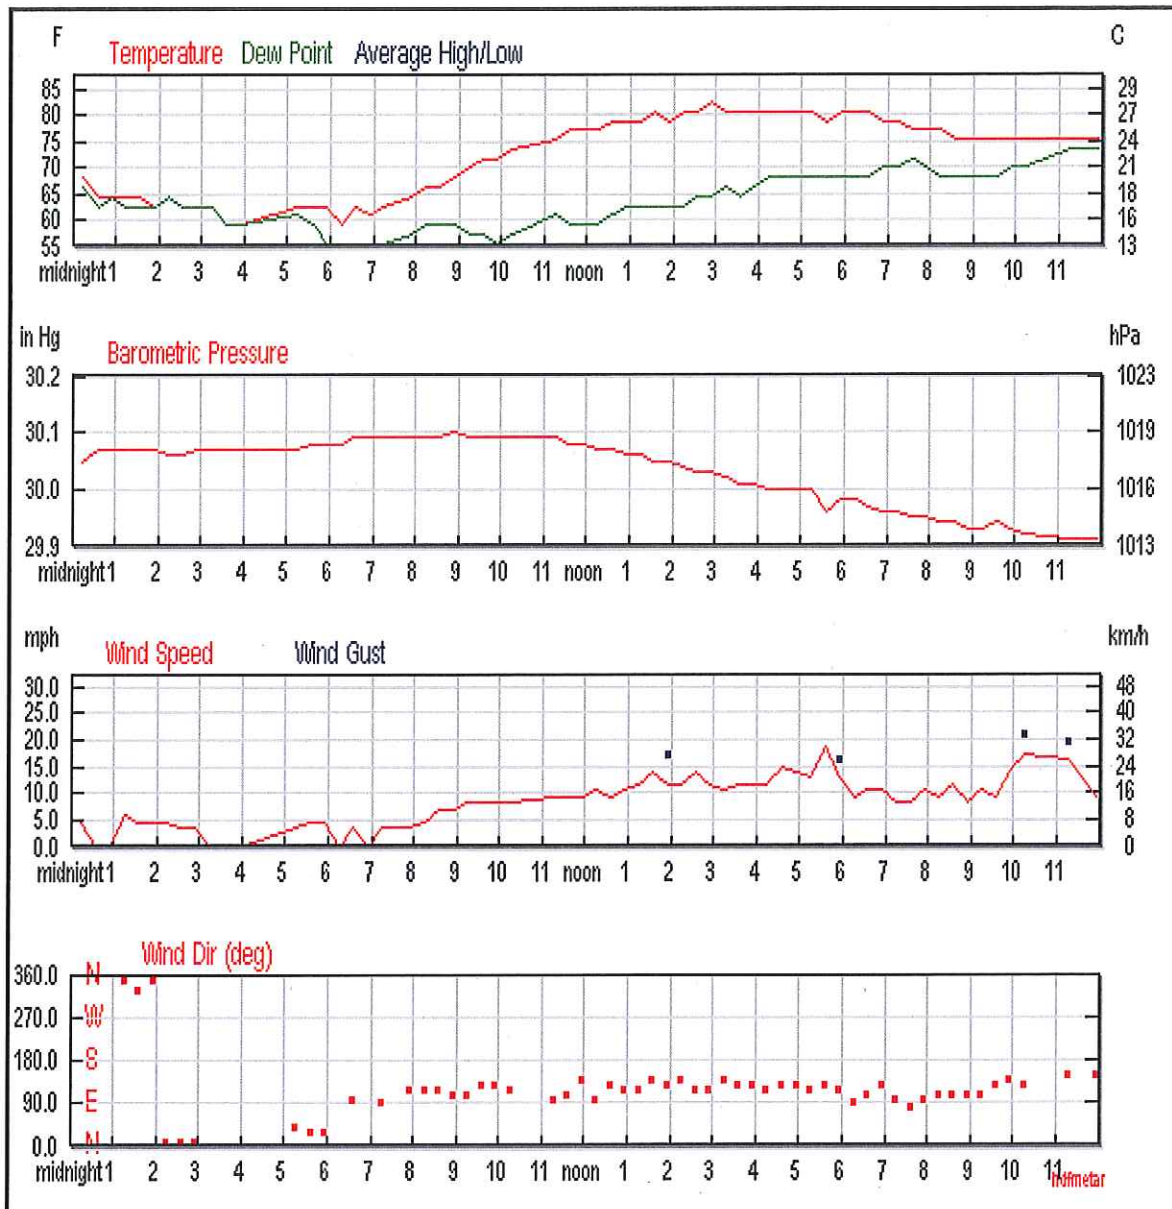 F C
Temperature Dew Point Average High/Low
85
80
75
70
65
60
55
29
27
24
21
18
16
13
midnight 1 2 3 4 5 6 7 8 9 10 11 noon 1 2 3 4 5 6 7 8 9 10 11
in Hg hPa
Barometric Pressure
30.2
30.1
30.0
29.9
1023
1019
1016
1013
midnight 1 2 3 4 5 6 7 8 9 10 11 noon 1 2 3 4 5 6 7 8 9 10 11
mph km/h
Wind Speed Wind Gust
30.0
25.0
20.0
15.0
10.0
5.0
0.0
48
40
32
24
16
8
0
midnight 1 2 3 4 5 6 7 8 9 10 11 noon 1 2 3 4 5 6 7 8 9 10 11
Wind Dir (deg)
360.0 N
270.0 W
180.0 S
90.0 E
0.0 N
midnight 1 2 3 4 5 6 7 8 9 10 11 noon 1 2 3 4 5 6 7 8 9 10 11